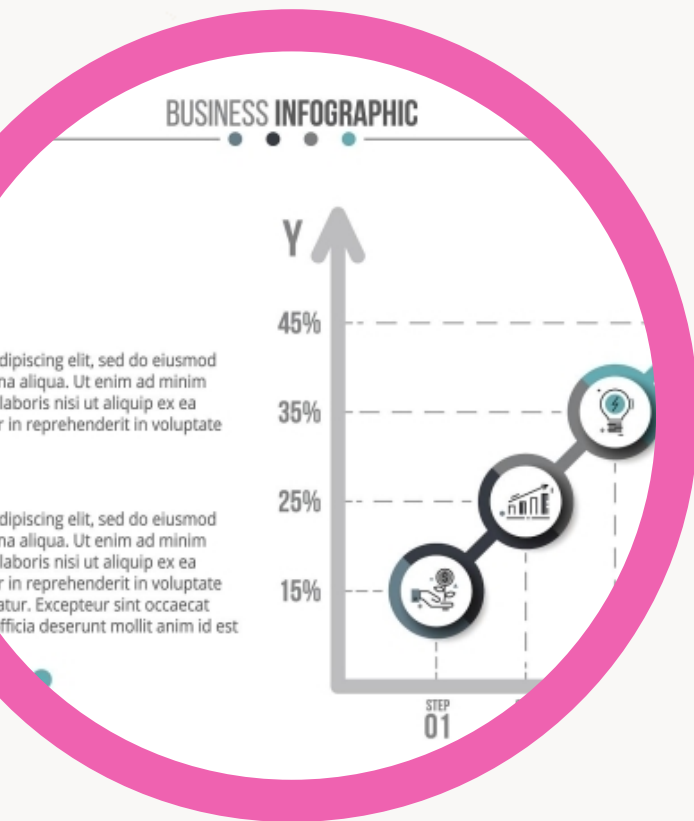 BUSINESS INFOGRAPHIC
Y
45%
dipiscing elit, sed do eiusmod
na aliqua. Ut enim ad minim
laboris nisi ut aliquip ex ea
r in reprehenderit in voluptate
35%
25%
dipiscing elit, sed do eiusmod
na aliqua. Ut enim ad minim
laboris nisi ut aliquip ex ea
r in reprehenderit in voluptate
atur. Excepteur sint occaecat
fficia deserunt mollit anim id est
15%
STEP
01